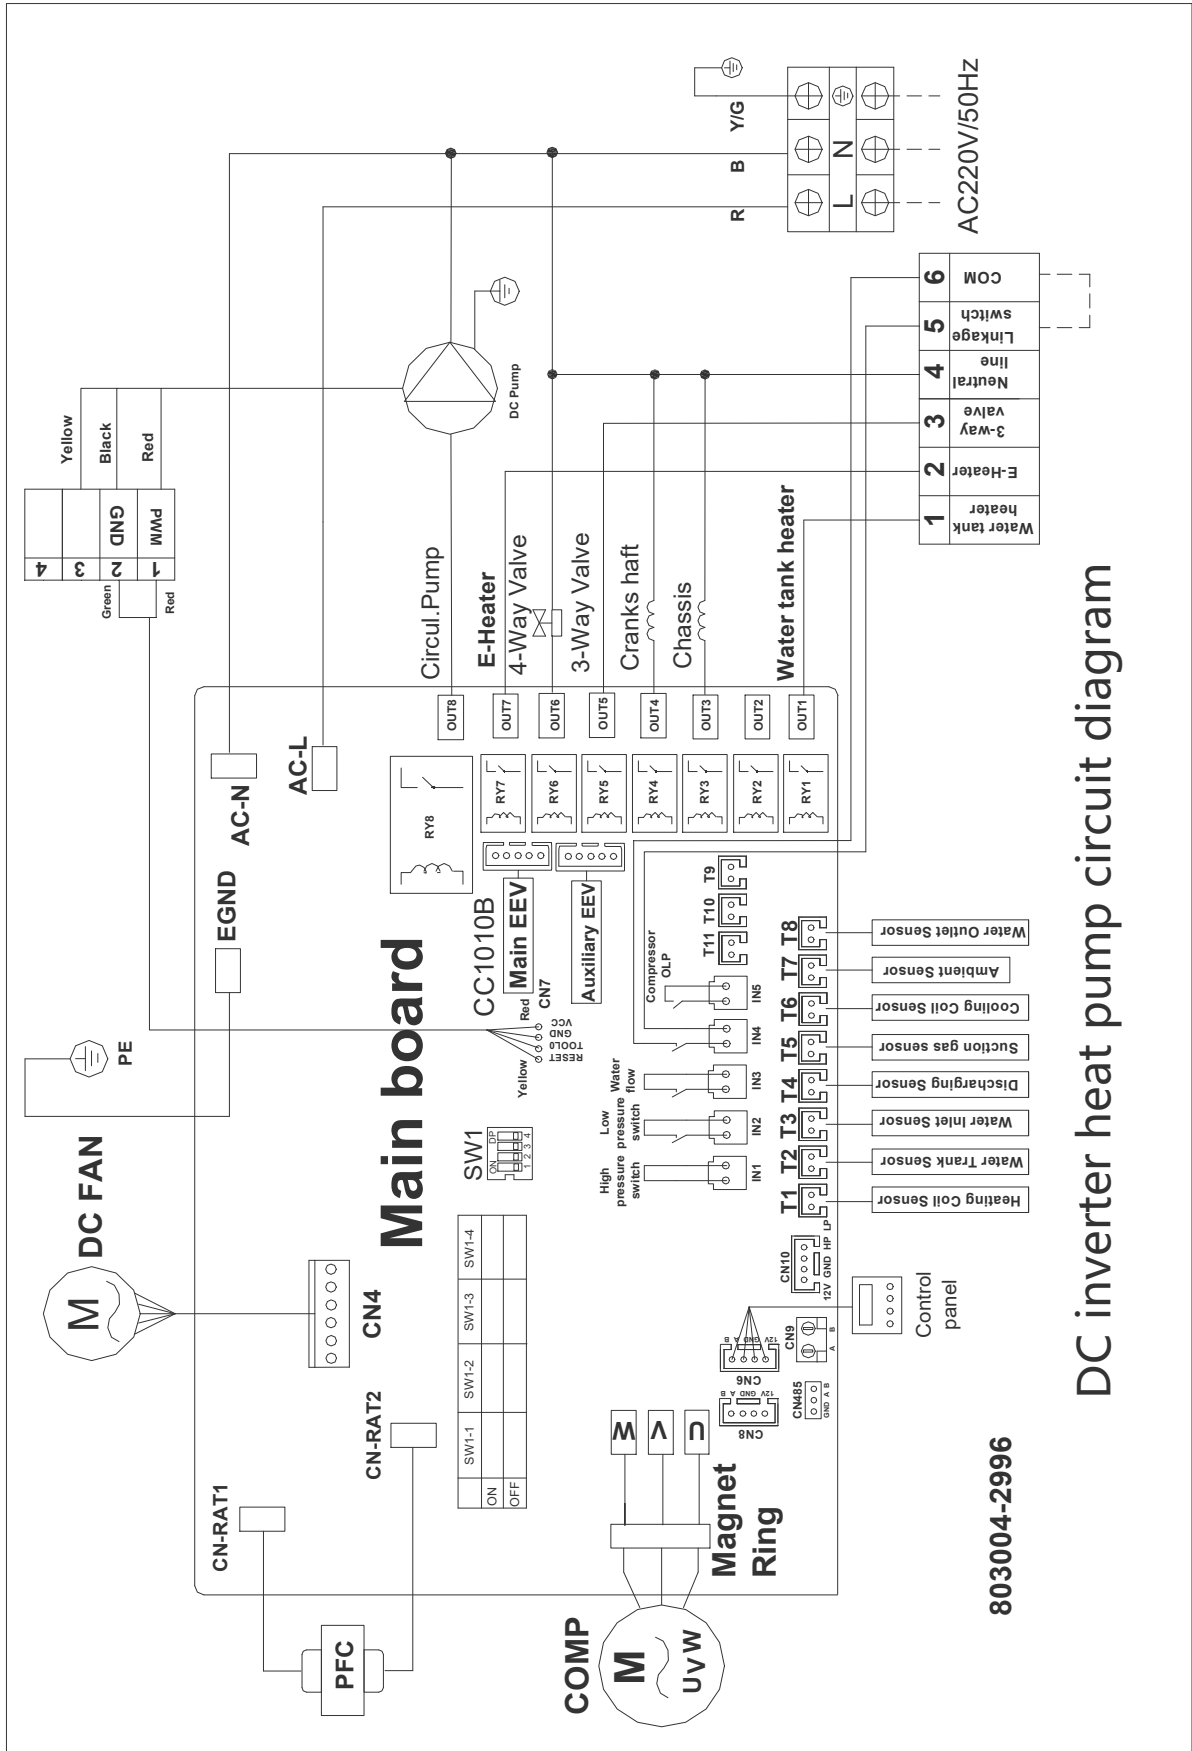 DC FAN
M
PE
PFC
CN-RAT1
CN-RAT2
CN4
EGND
AC-N
AC-L
4
3
2
GND
1
PWM
Green
Red
Yellow
Black
Red
SW1-1
SW1-2
SW1-3
SW1-4
ON
OFF
Main board
SW1
ON
DP
1
2
3
4
CC1010B
Yellow
Red
CN7
RESET
TOOL0
GND
VCC
Main EEV
Auxiliary EEV
RY8
RY7
RY6
RY5
RY4
RY3
RY2
RY1
OUT8
OUT7
OUT6
OUT5
OUT4
OUT3
OUT2
OUT1
Circul.Pump
E-Heater
4-Way Valve
3-Way Valve
Cranks haft
Chassis
Water tank heater
DC Pump
R
B
Y/G
L
N
AC220V/50Hz
COMP
M
UvW
W
V
U
Magnet
Ring
High
pressure
switch
IN1
Low
pressure
switch
IN2
Water
flow
IN3
IN4
Compressor
OLP
IN5
T11
T10
T9
CN8
B A GND 12V
CN6
B A GND 12V
CN485
GND A B
CN9
A
B
CN10
12V GND HP LP
T1
T2
T3
T4
T5
T6
T7
T8
Heating Coil Sensor
Water Trank Sensor
Water Inlet Sensor
Discharging Sensor
Suction gas sensor
Cooling Coil Sensor
Ambient Sensor
Water Outlet Sensor
Control
panel
1
Water tank
heater
2
E-Heater
3
3-way
valve
4
Neutral
line
5
Linkage
switch
6
COM
803004-2996
DC inverter heat pump circuit diagram